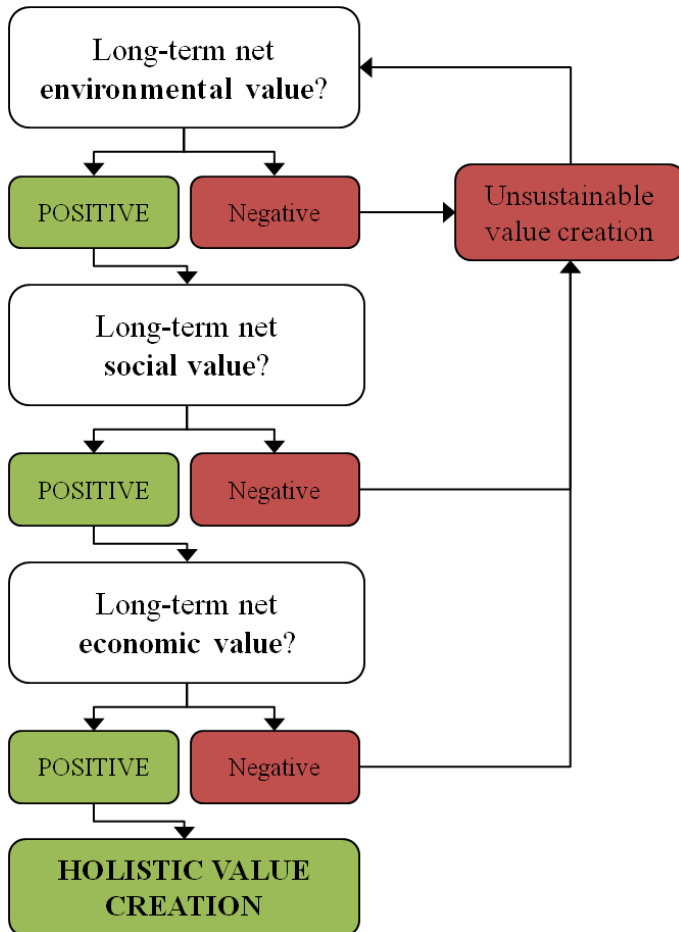 Long-term net
environmental value?
POSITIVE
Negative
Unsustainable
value creation
Long-term net
social value?
POSITIVE
Negative
Long-term net
economic value?
POSITIVE
Negative
HOLISTIC VALUE
CREATION